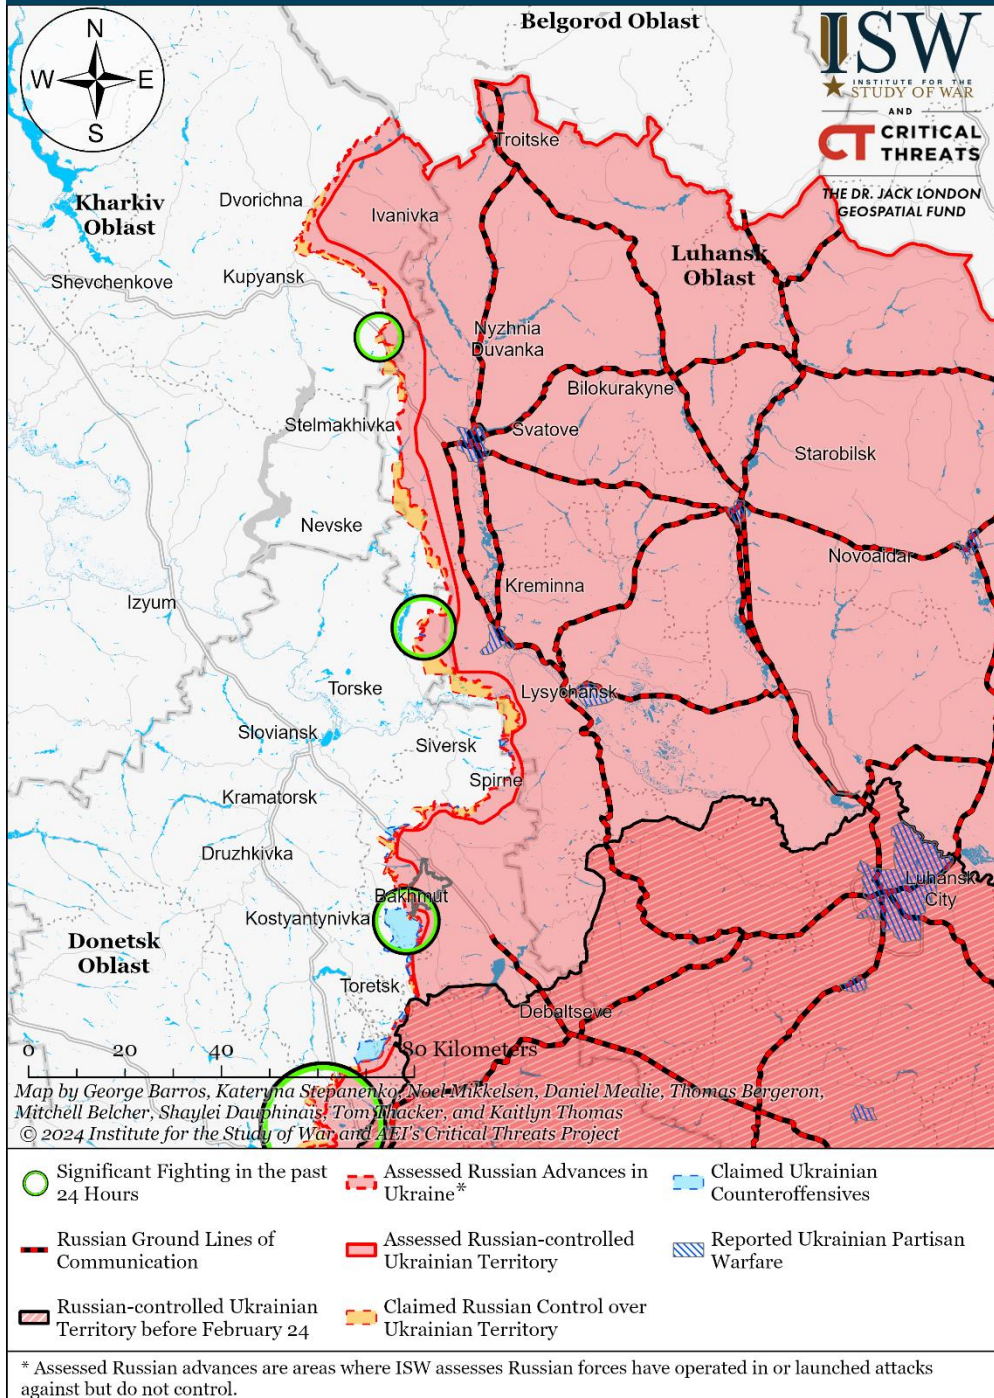 Belgorod Oblast
N
W E
S
ISW
INSTITUTE FOR THE
STUDY OF WAR
AND
CT CRITICAL
THREATS
THE DR. JACK LONDON
GEOSPATIAL FUND
Troitske
Kharkiv
Oblast
Dvorichna
Ivanivka
Luhansk
Oblast
Shevchenkove
Kupyansk
Nyzhnia
Duvanka
Bilokurakyne
Stelmakhivka
Svatove
Starobilsk
Nevske
Novoaidar
Kreminna
Izyum
Torske
Lysychansk
Sloviansk
Siversk
Spirne
Kramatorsk
Druzhkivka
Bakhmut
Luhansk
City
Kostyantynivka
Donetsk
Oblast
Toretsk
Debaltseve
0 20 40 80 Kilometers
Map by George Barros, Kateryna Stepanenko, Noel Mikkelsen, Daniel Mealie, Thomas Bergeron,
Mitchell Belcher, Shaylei Dauphinais, Tom Thacker, and Kaitlyn Thomas
© 2024 Institute for the Study of War and AEI's Critical Threats Project
Significant Fighting in the past
24 Hours
Assessed Russian Advances in
Ukraine*
Claimed Ukrainian
Counteroffensives
Russian Ground Lines of
Communication
Assessed Russian-controlled
Ukrainian Territory
Reported Ukrainian Partisan
Warfare
Russian-controlled Ukrainian
Territory before February 24
Claimed Russian Control over
Ukrainian Territory
* Assessed Russian advances are areas where ISW assesses Russian forces have operated in or launched attacks
against but do not control.